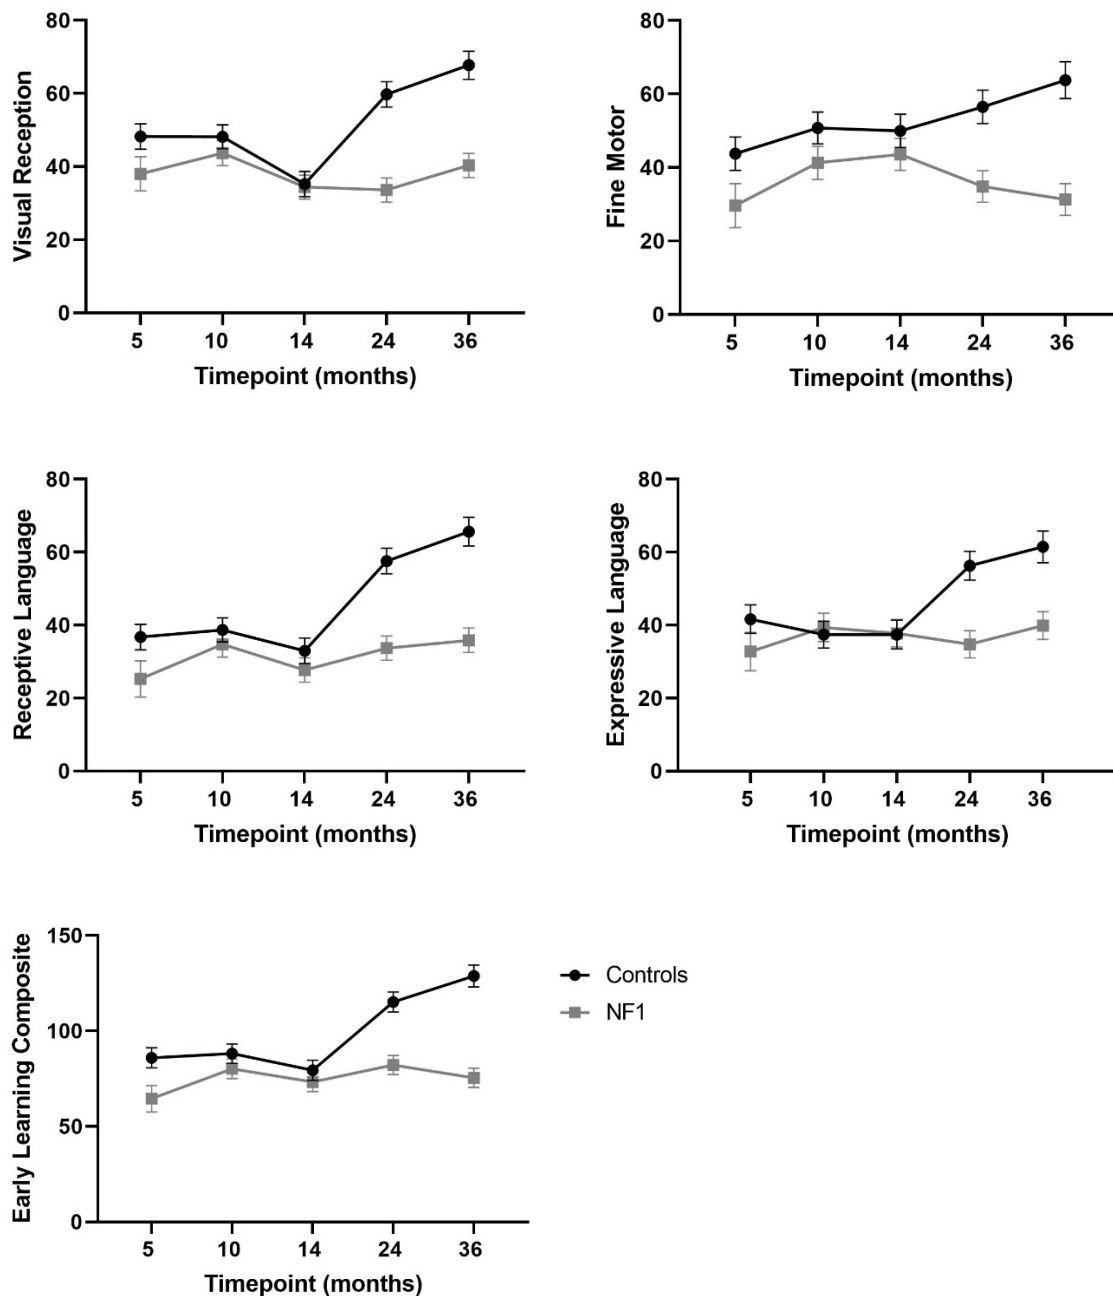 Visual Reception
80
60
40
20
0
5 10 14 24 36
Timepoint (months)
Fine Motor
80
60
40
20
0
5 10 14 24 36
Timepoint (months)
Receptive Language
80
60
40
20
0
5 10 14 24 36
Timepoint (months)
Expressive Language
80
60
40
20
0
5 10 14 24 36
Timepoint (months)
Early Learning Composite
150
100
50
0
5 10 14 24 36
Timepoint (months)
Controls
NF1